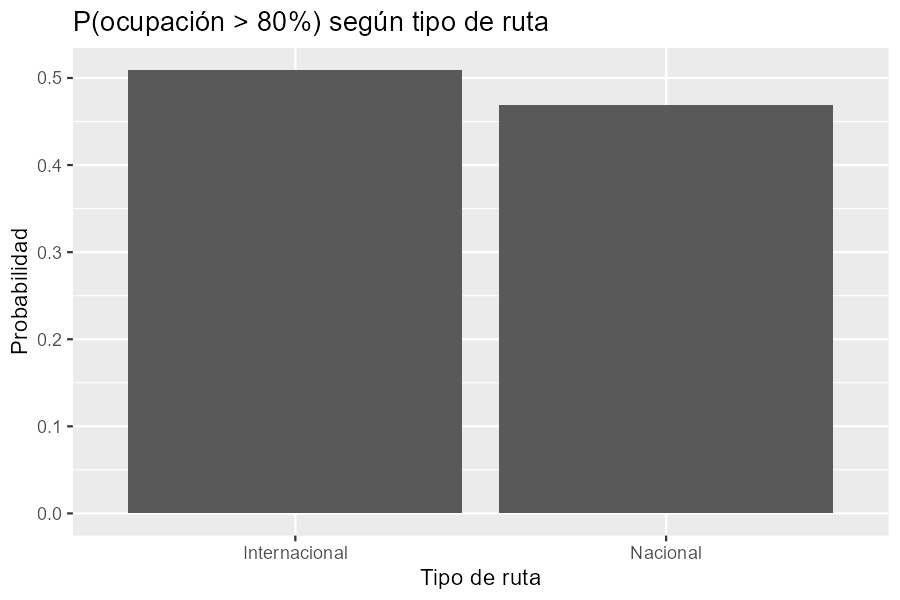 P(ocupación > 80%) según tipo de ruta
Probabilidad
0.5
0.4
0.3
0.2
0.1
0.0
Internacional
Nacional
Tipo de ruta